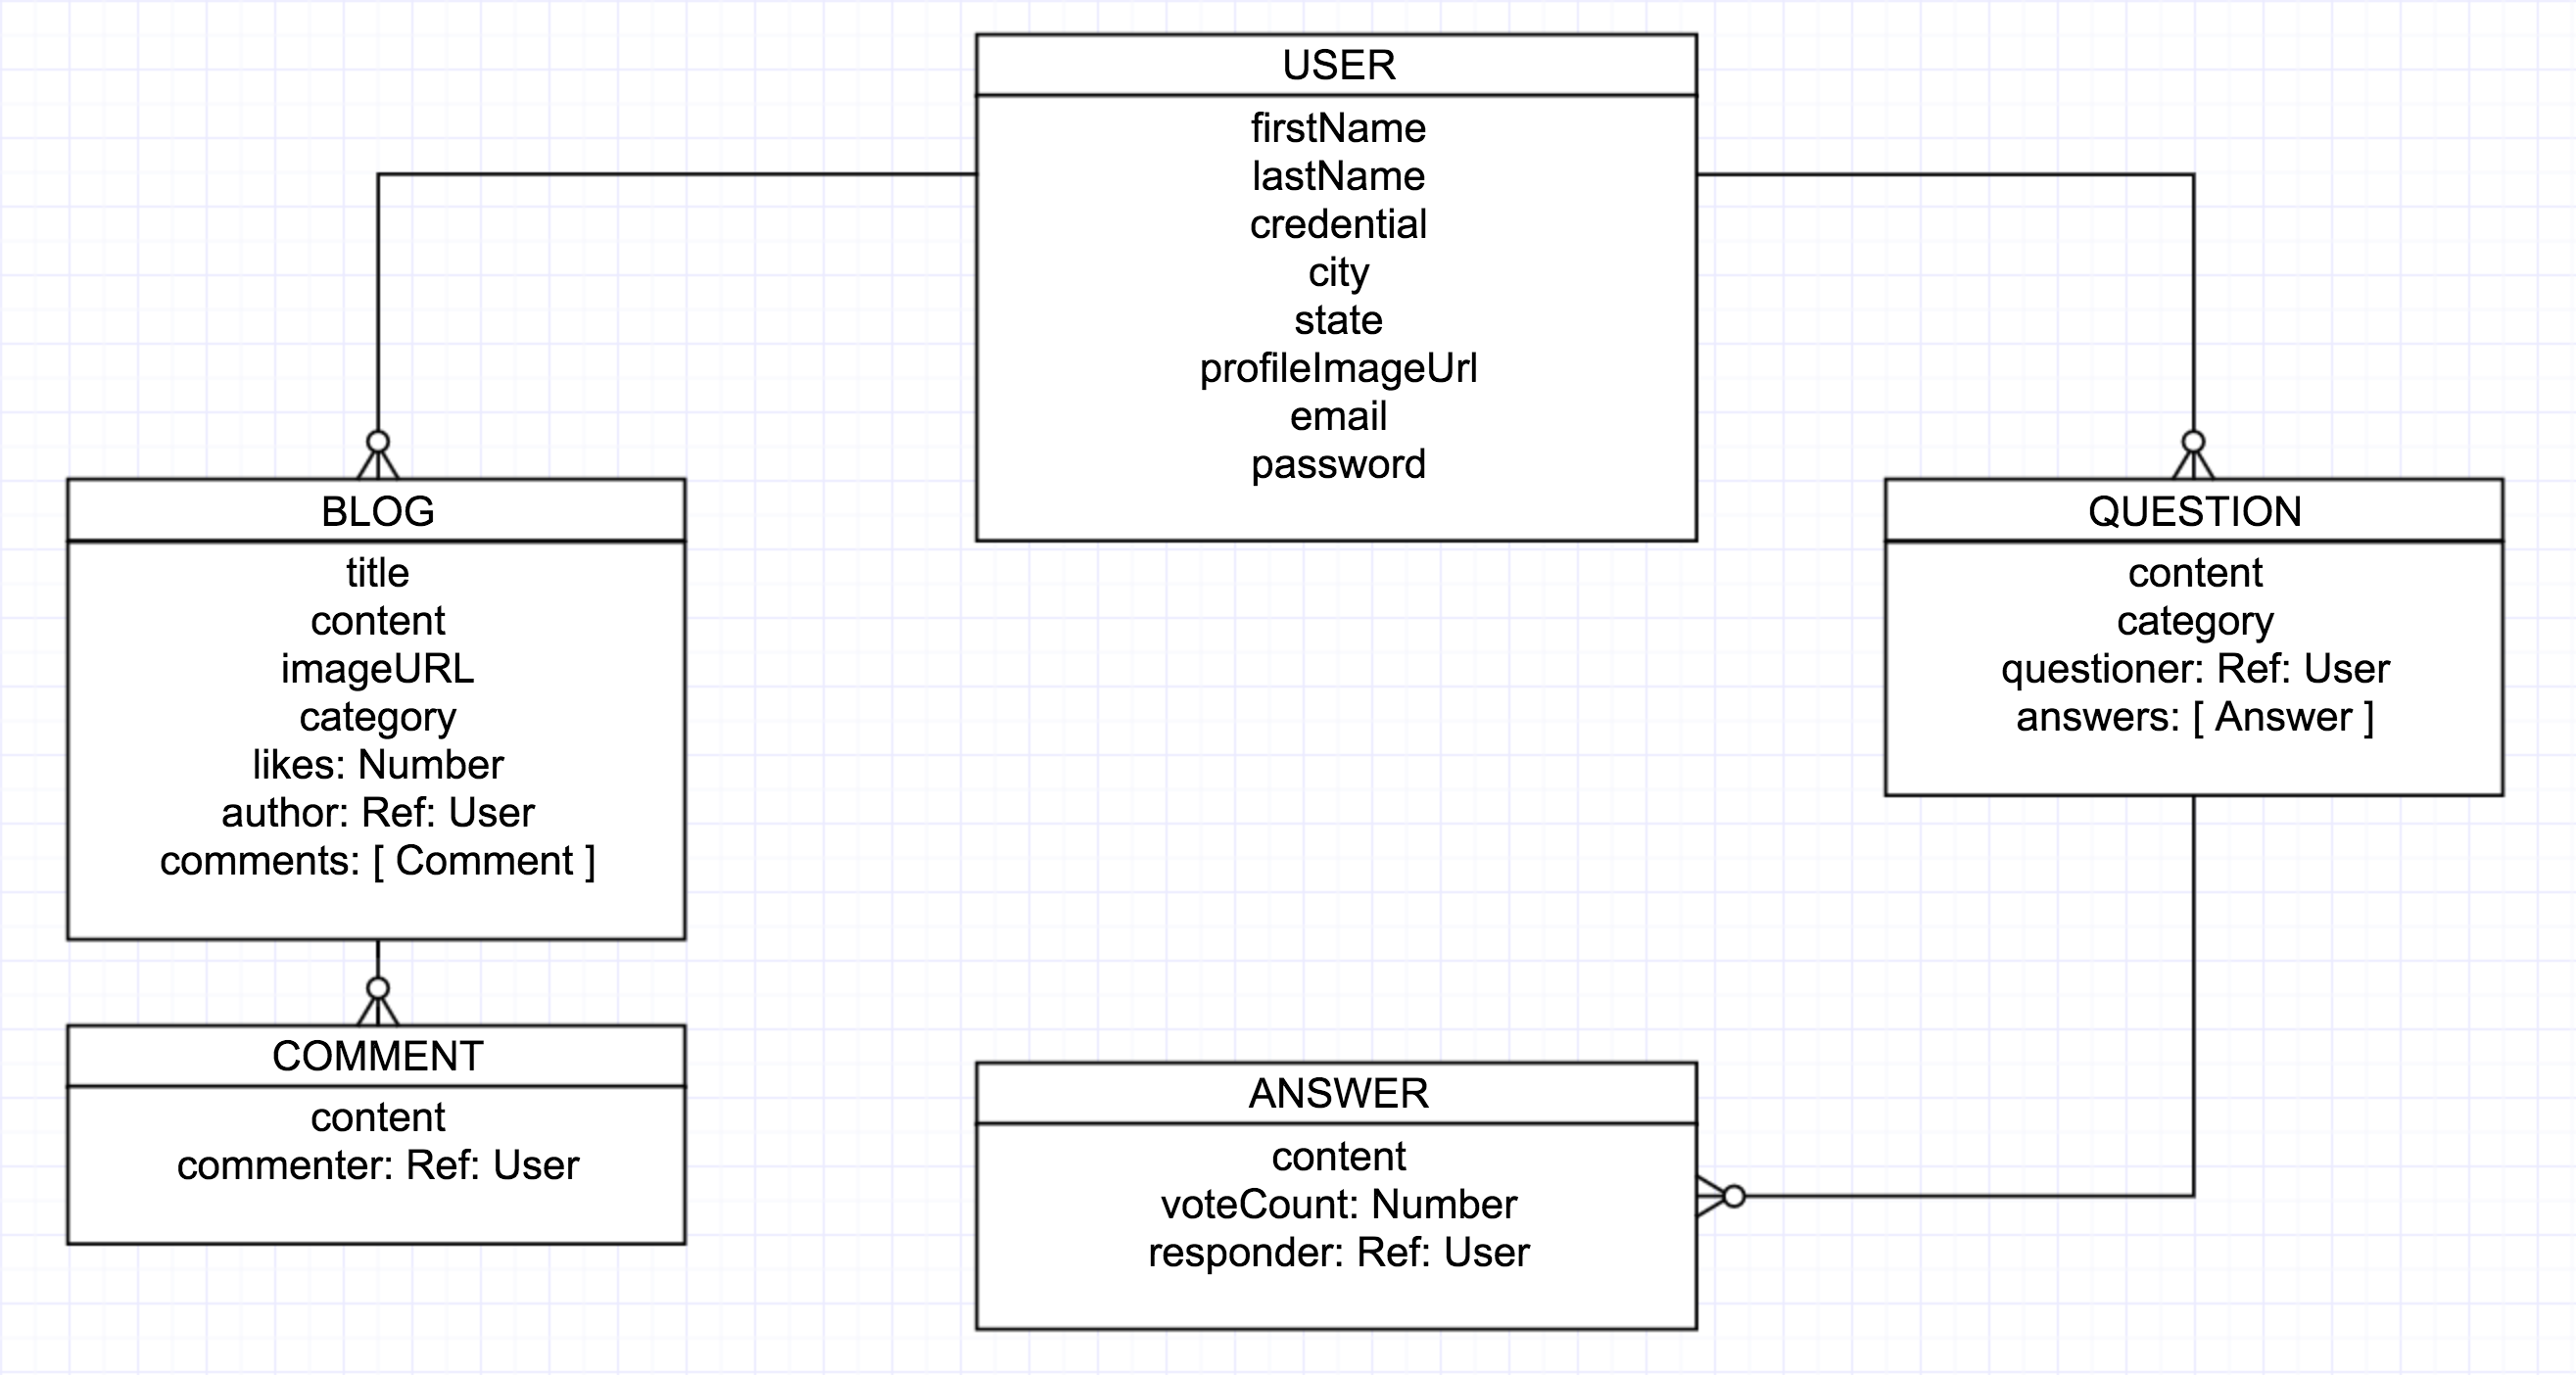 USER
firstName
lastName
credential
city
state
profileImageUrl
email
password
BLOG
title
content
imageURL
category
likes: Number
author: Ref: User
comments: [ Comment ]
QUESTION
content
category
questioner: Ref: User
answers: [ Answer ]
COMMENT
content
commenter: Ref: User
ANSWER
content
voteCount: Number
responder: Ref: User